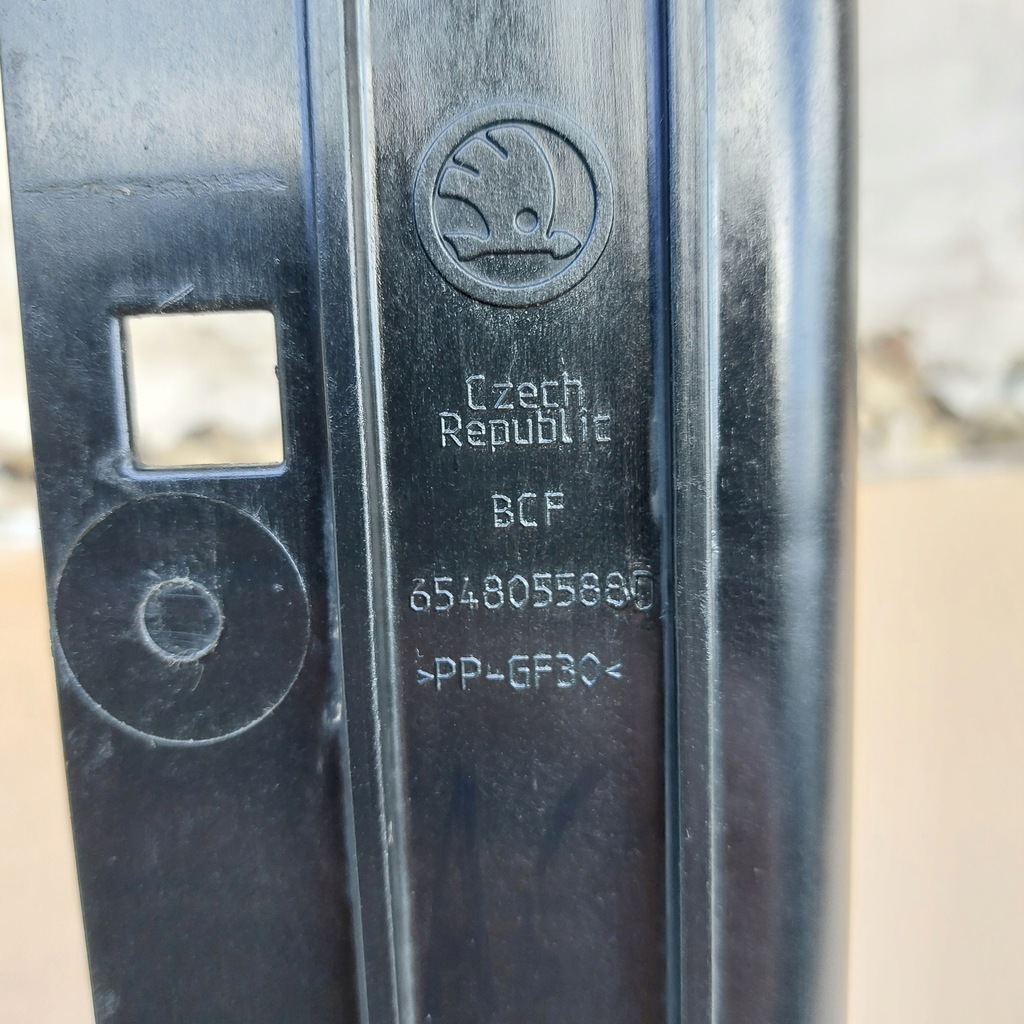 Czech
Republic
BCF
654805588D
>PP-GF30<